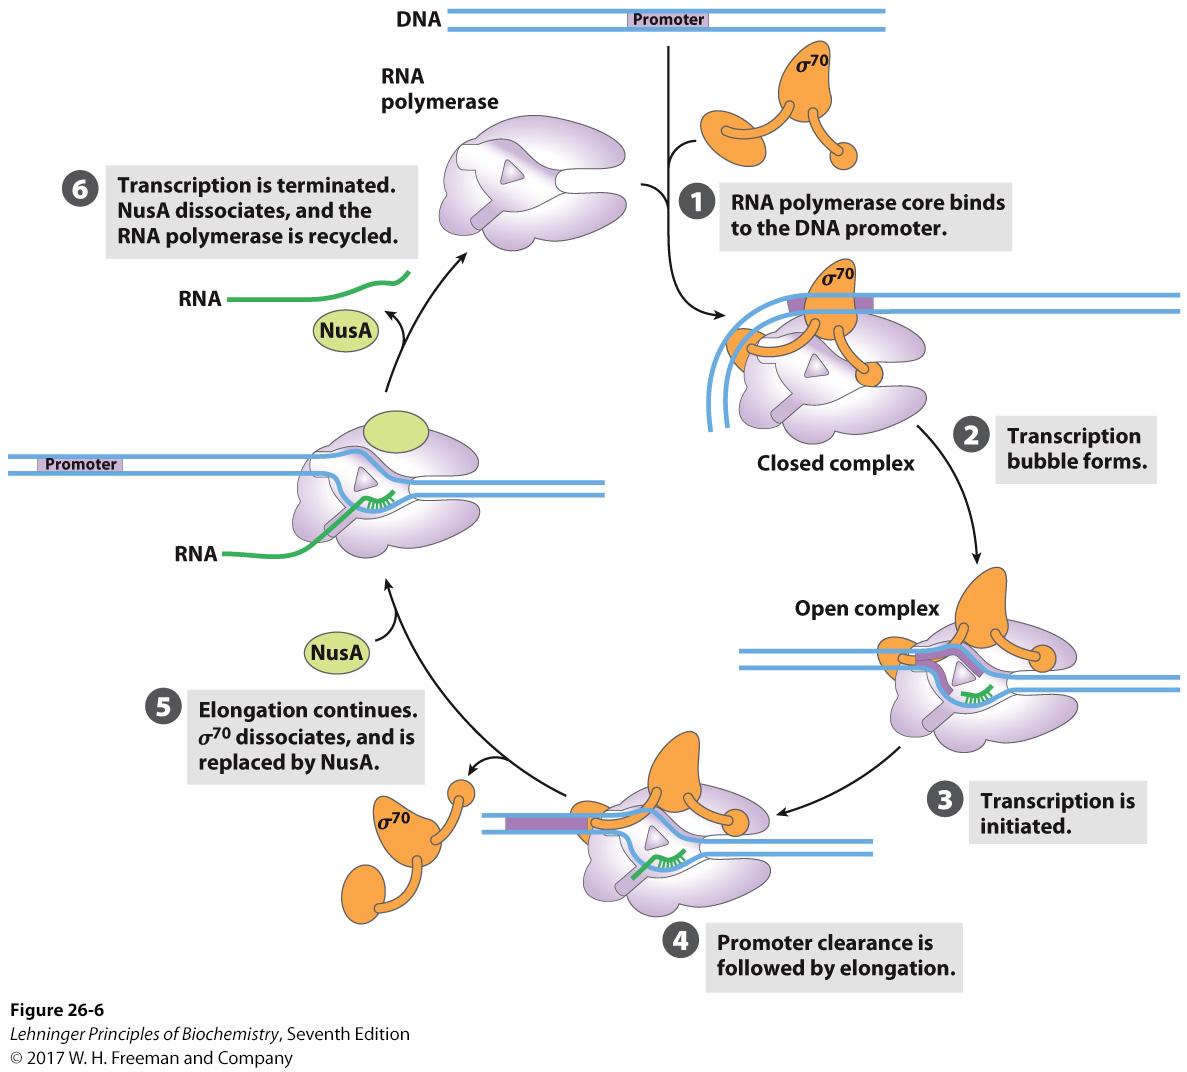 DNA
Promoter
σ70
RNA
polymerase
6
Transcription is terminated.
NusA dissociates, and the
RNA polymerase is recycled.
1
RNA polymerase core binds
to the DNA promoter.
σ70
RNA
NusA
2
Transcription
bubble forms.
Closed complex
Promoter
RNA
Open complex
NusA
5
Elongation continues.
σ70 dissociates, and is
replaced by NusA.
3
Transcription is
initiated.
σ70
4
Promoter clearance is
followed by elongation.
Figure 26-6
Lehninger Principles of Biochemistry, Seventh Edition
© 2017 W. H. Freeman and Company